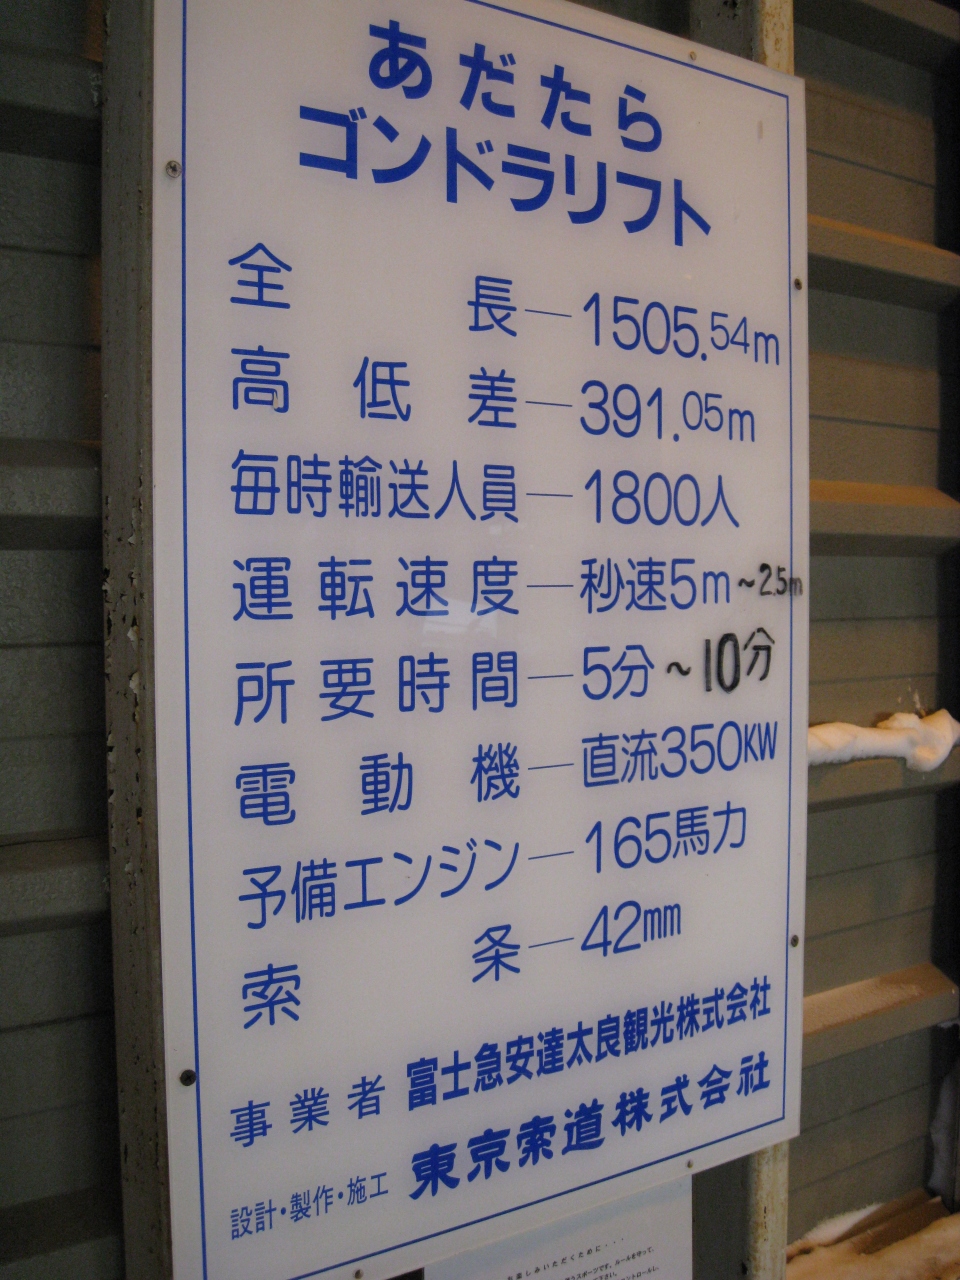 あだたら
ゴンドラリフト
全長―1505.54m
高低差―391.05m
毎時輸送人員―1800人
運転速度―秒速5m~2.5m
所要時間―5分~10分
電動機―直流350KW
予備エンジン―165馬力
索条―42mm
事業者 富士急安達太良観光株式会社
設計・製作・施工 東京索道株式会社